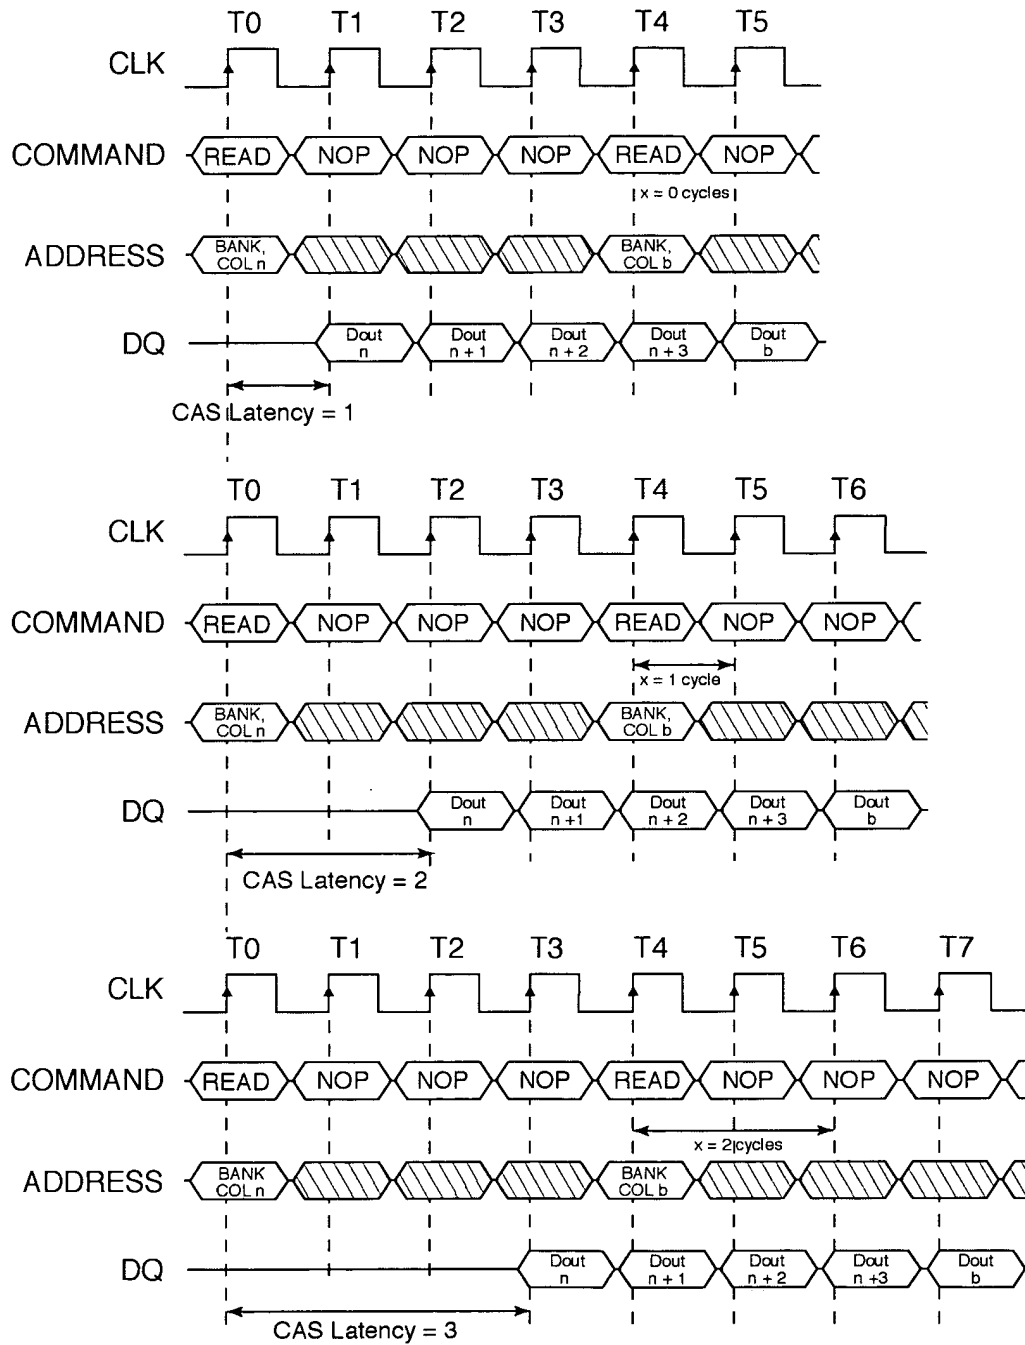 T0 T1 T2 T3 T4 T5
CLK
COMMAND READ NOP NOP NOP READ NOP
x = 0 cycles
ADDRESS BANK, COL n BANK, COL b
DQ Dout n Dout n + 1 Dout n + 2 Dout n + 3 Dout b
CAS Latency = 1
T0 T1 T2 T3 T4 T5 T6
CLK
COMMAND READ NOP NOP NOP READ NOP NOP
x = 1 cycle
ADDRESS BANK, COL n BANK, COL b
DQ Dout n Dout n +1 Dout n + 2 Dout n + 3 Dout b
CAS Latency = 2
T0 T1 T2 T3 T4 T5 T6 T7
CLK
COMMAND READ NOP NOP NOP READ NOP NOP NOP
x = 2 cycles
ADDRESS BANK COL n BANK COL b
DQ Dout n Dout n + 1 Dout n + 2 Dout n +3 Dout b
CAS Latency = 3